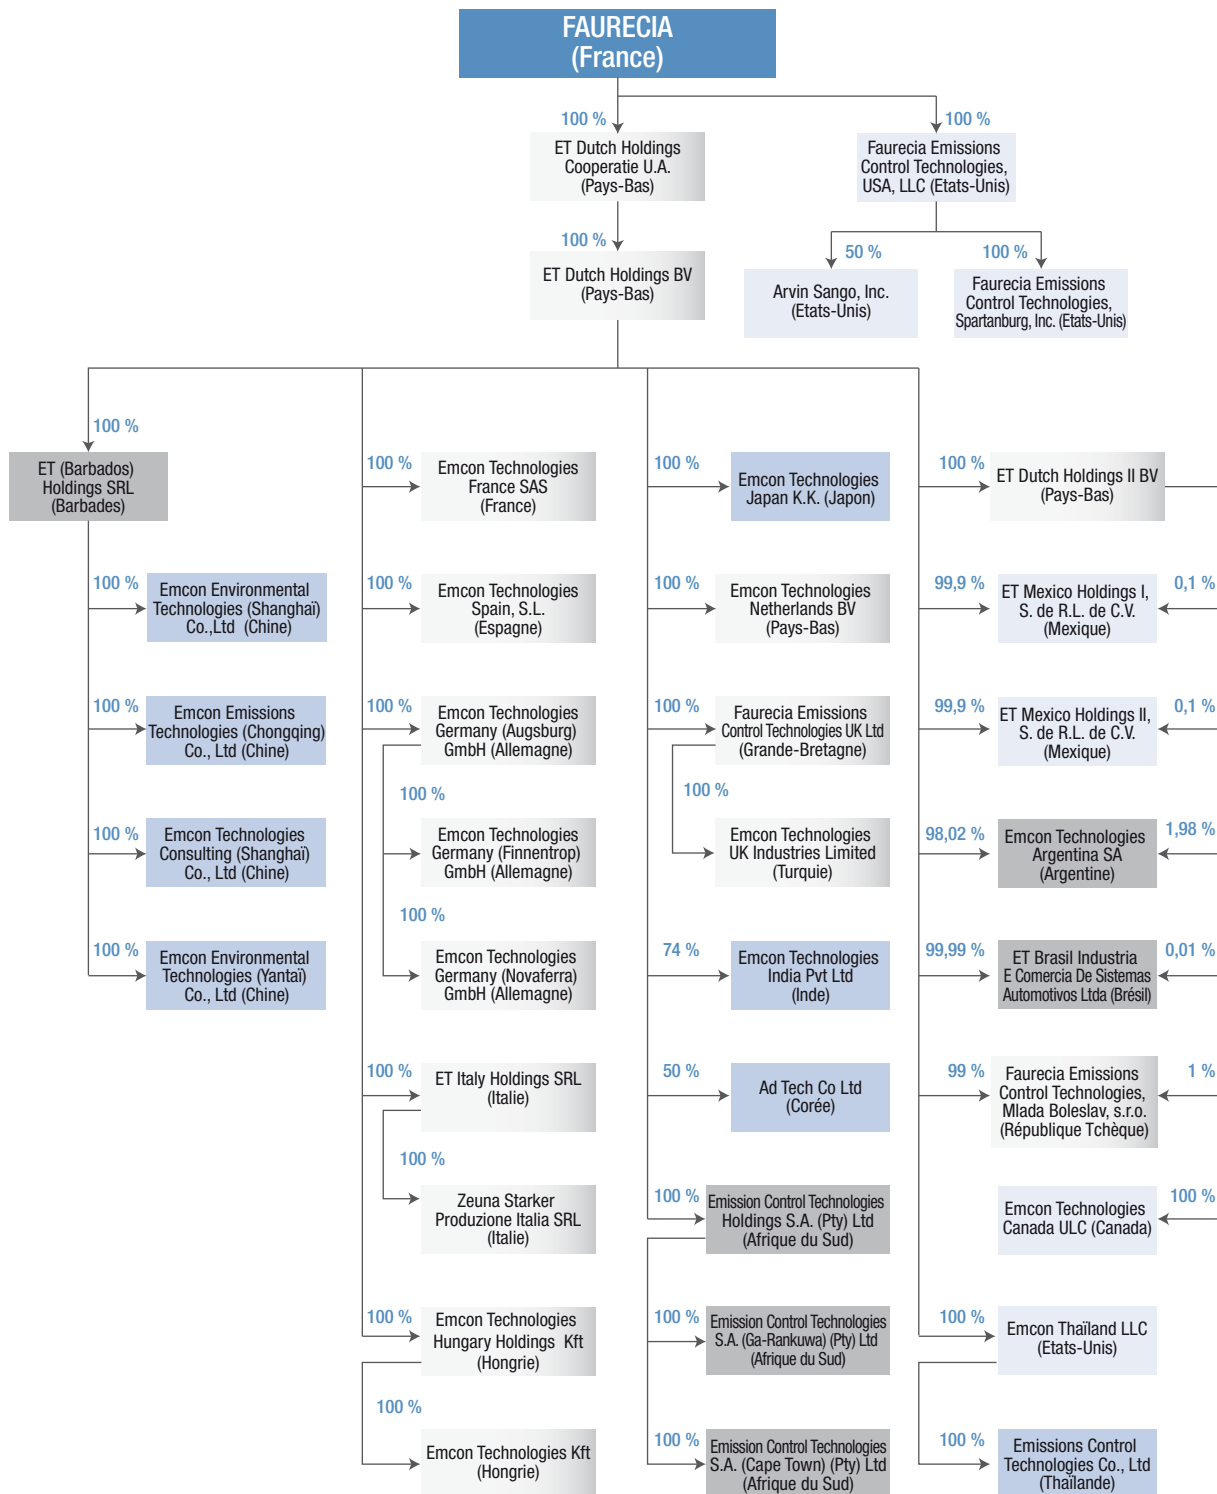 FAURECIA
(France)
100 %
ET Dutch Holdings
Cooperatie U.A.
(Pays-Bas)
100 %
Faurecia Emissions
Control Technologies,
USA, LLC (Etats-Unis)
100 %
ET Dutch Holdings BV
(Pays-Bas)
50 %
Arvin Sango, Inc.
(Etats-Unis)
100 %
Faurecia Emissions
Control Technologies,
Spartanburg, Inc. (Etats-Unis)
100 %
ET (Barbados)
Holdings SRL
(Barbades)
100 %
Emcon Environmental
Technologies (Shanghaï)
Co.,Ltd (Chine)
100 %
Emcon Emissions
Technologies (Chongqing)
Co., Ltd (Chine)
100 %
Emcon Technologies
Consulting (Shanghaï)
Co., Ltd (Chine)
100 %
Emcon Environmental
Technologies (Yantaï)
Co., Ltd (Chine)
100 %
Emcon Technologies
France SAS
(France)
100 %
Emcon Technologies
Spain, S.L.
(Espagne)
100 %
Emcon Technologies
Germany (Augsburg)
GmbH (Allemagne)
100 %
Emcon Technologies
Germany (Finnentrop)
GmbH (Allemagne)
100 %
Emcon Technologies
Germany (Novaferra)
GmbH (Allemagne)
100 %
ET Italy Holdings SRL
(Italie)
100 %
Zeuna Starker
Produzione Italia SRL
(Italie)
100 %
Emcon Technologies
Hungary Holdings Kft
(Hongrie)
100 %
Emcon Technologies Kft
(Hongrie)
100 %
Emcon Technologies
Japan K.K. (Japon)
100 %
Emcon Technologies
Netherlands BV
(Pays-Bas)
100 %
Faurecia Emissions
Control Technologies UK Ltd
(Grande-Bretagne)
100 %
Emcon Technologies
UK Industries Limited
(Turquie)
74 %
Emcon Technologies
India Pvt Ltd
(Inde)
50 %
Ad Tech Co Ltd
(Corée)
100 %
Emission Control Technologies
Holdings S.A. (Pty) Ltd
(Afrique du Sud)
100 %
Emission Control Technologies
S.A. (Ga-Rankuwa) (Pty) Ltd
(Afrique du Sud)
100 %
Emission Control Technologies
S.A. (Cape Town) (Pty) Ltd
(Afrique du Sud)
100 %
ET Dutch Holdings II BV
(Pays-Bas)
99,9 %
ET Mexico Holdings I,
S. de R.L. de C.V.
(Mexique)
0,1 %
99,9 %
ET Mexico Holdings II,
S. de R.L. de C.V.
(Mexique)
0,1 %
98,02 %
Emcon Technologies
Argentina SA
(Argentine)
1,98 %
99,99 %
ET Brasil Industria
E Comercia De Sistemas
Automotivos Ltda (Brésil)
0,01 %
99 %
Faurecia Emissions
Control Technologies,
Mlada Boleslav, s.r.o.
(République Tchèque)
1 %
Emcon Technologies
Canada ULC (Canada)
100 %
100 %
Emcon Thaïland LLC
(Etats-Unis)
100 %
Emissions Control
Technologies Co., Ltd
(Thaïlande)